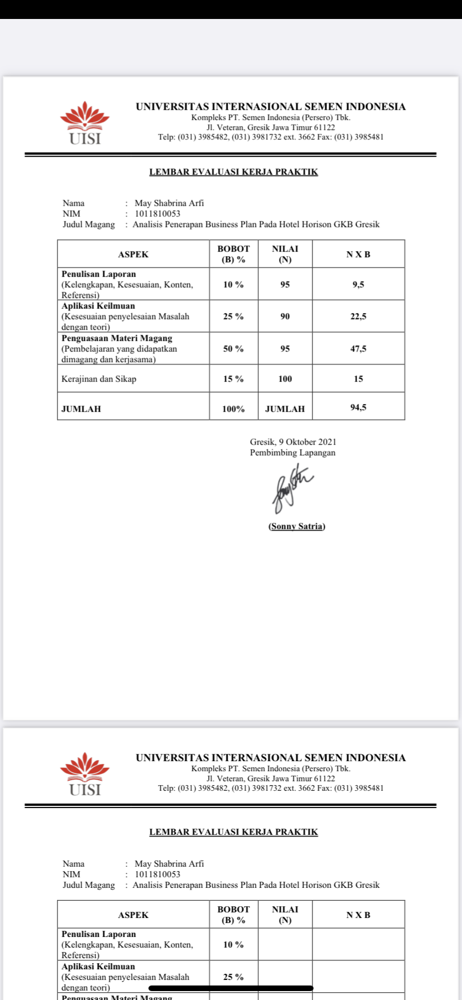 UISI
UNIVERSITAS INTERNASIONAL SEMEN INDONESIA
Kompleks PT. Semen Indonesia (Persero) Tbk.
Jl. Veteran, Gresik Jawa Timur 61122
Telp: (031) 3985482, (031) 3981732 ext. 3662 Fax: (031) 3985481
LEMBAR EVALUASI KERJA PRAKTIK
Nama : May Shabrina Arfi
NIM : 1011810053
Judul Magang : Analisis Penerapan Business Plan Pada Hotel Horison GKB Gresik
ASPEK BOBOT (B) % NILAI (N) N X B
Penulisan Laporan
(Kelengkapan, Kesesuaian, Konten, 10 % 95 9,5
Referensi)
Aplikasi Keilmuan
(Kesesuaian penyelesaian Masalah 25 % 90 22,5
dengan teori)
Penguasaan Materi Magang
(Pembelajaran yang didapatkan 50 % 95 47,5
dimagang dan kerjasama)
Kerajinan dan Sikap 15 % 100 15
JUMLAH 100% JUMLAH 94,5
Gresik, 9 Oktober 2021
Pembimbing Lapangan
(Sonny Satria)
UISI
UNIVERSITAS INTERNASIONAL SEMEN INDONESIA
Kompleks PT. Semen Indonesia (Persero) Tbk.
Jl. Veteran, Gresik Jawa Timur 61122
Telp: (031) 3985482, (031) 3981732 ext. 3662 Fax: (031) 3985481
LEMBAR EVALUASI KERJA PRAKTIK
Nama : May Shabrina Arfi
NIM : 1011810053
Judul Magang : Analisis Penerapan Business Plan Pada Hotel Horison GKB Gresik
ASPEK BOBOT (B) % NILAI (N) N X B
Penulisan Laporan
(Kelengkapan, Kesesuaian, Konten, 10 %
Referensi)
Aplikasi Keilmuan
(Kesesuaian penyelesaian Masalah 25 %
dengan teori)
Penguasaan Materi Magang